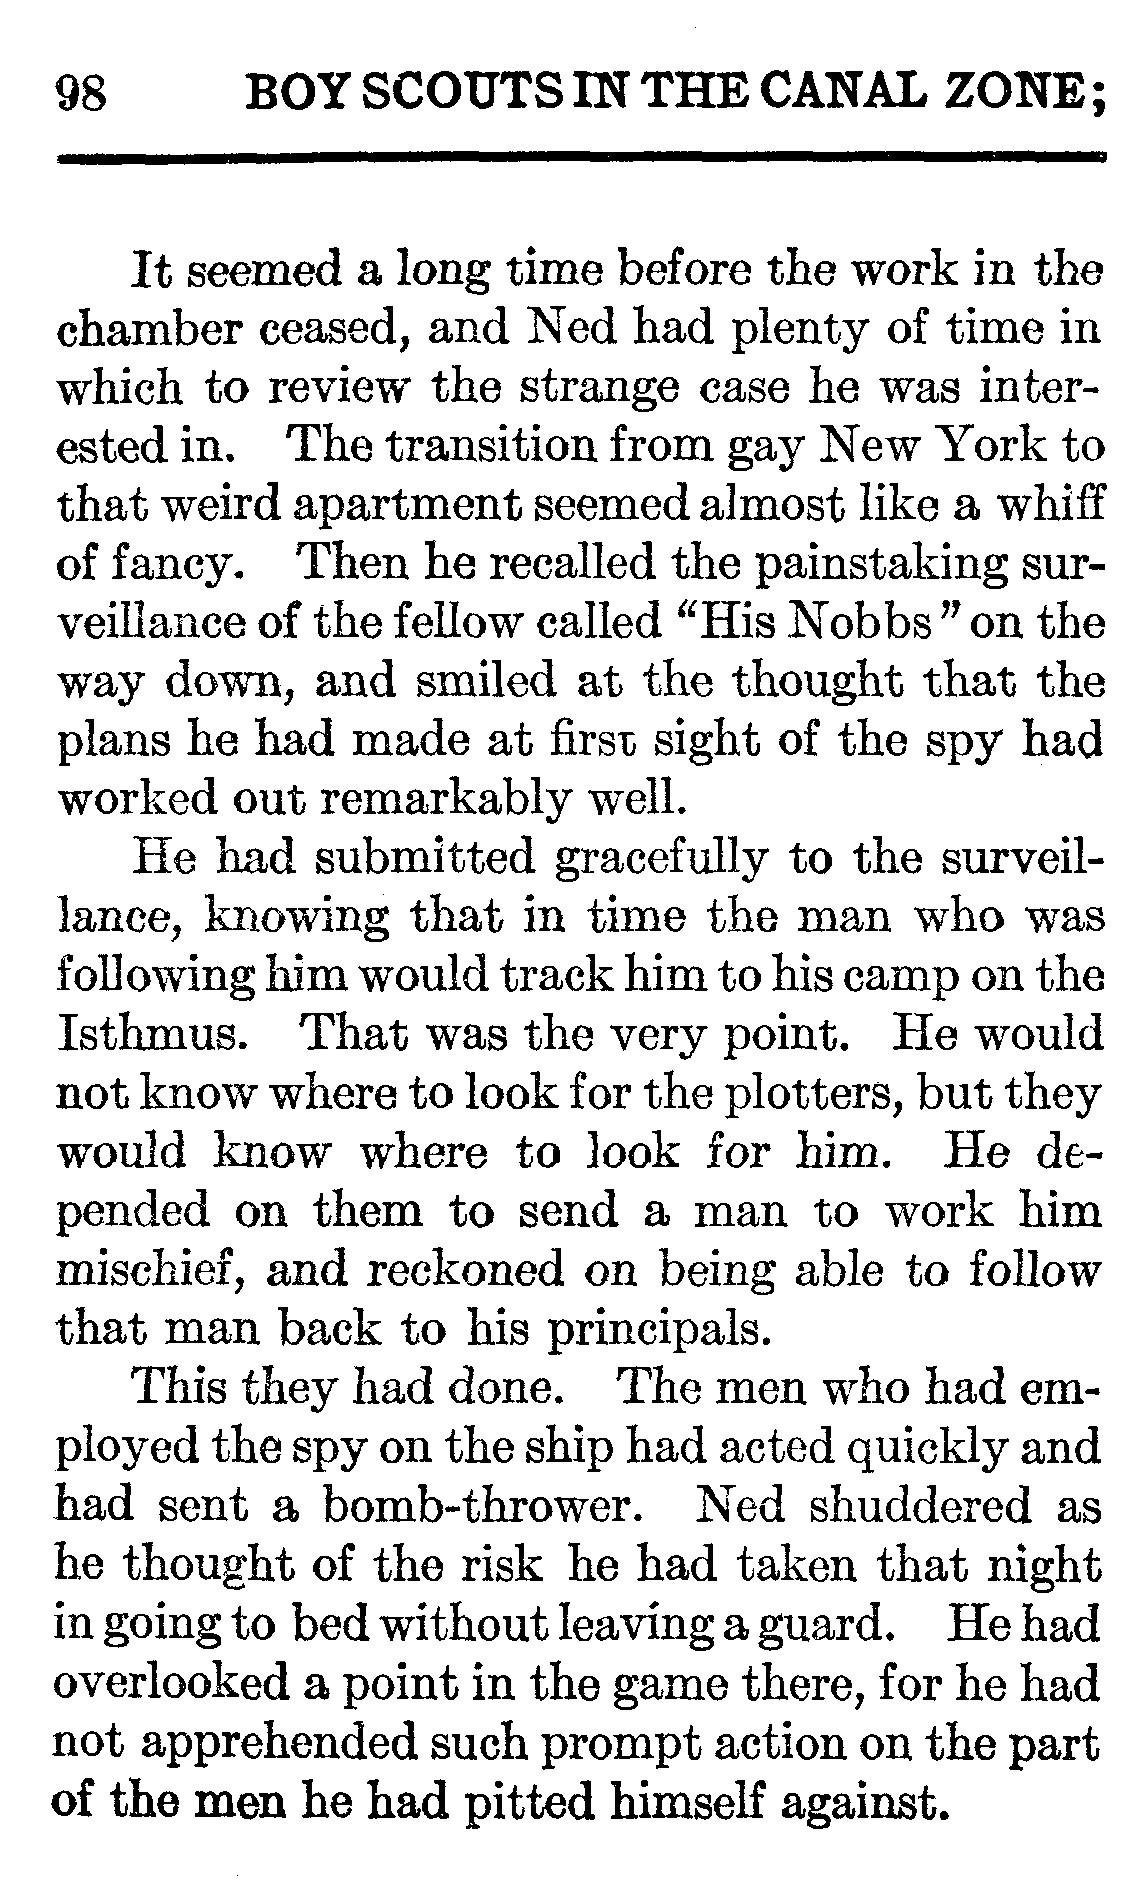 98 BOY SCOUTS IN THE CANAL ZONE;
It seemed a long time before the work in the
chamber ceased, and Ned had plenty of time in
which to review the strange case he was inter-
ested in. The transition from gay New York to
that weird apartment seemed almost like a whiff
of fancy. Then he recalled the painstaking sur-
veillance of the fellow called "His Nobbs" on the
way down, and smiled at the thought that the
plans he had made at first sight of the spy had
worked out remarkably well.
He had submitted gracefully to the surveil-
lance, knowing that in time the man who was
following him would track him to his camp on the
Isthmus. That was the very point. He would
not know where to look for the plotters, but they
would know where to look for him. He de-
pended on them to send a man to work him
mischief, and reckoned on being able to follow
that man back to his principals.
This they had done. The men who had em-
ployed the spy on the ship had acted quickly and
had sent a bomb-thrower. Ned shuddered as
he thought of the risk he had taken that night
in going to bed without leaving a guard. He had
overlooked a point in the game there, for he had
not apprehended such prompt action on the part
of the men he had pitted himself against.